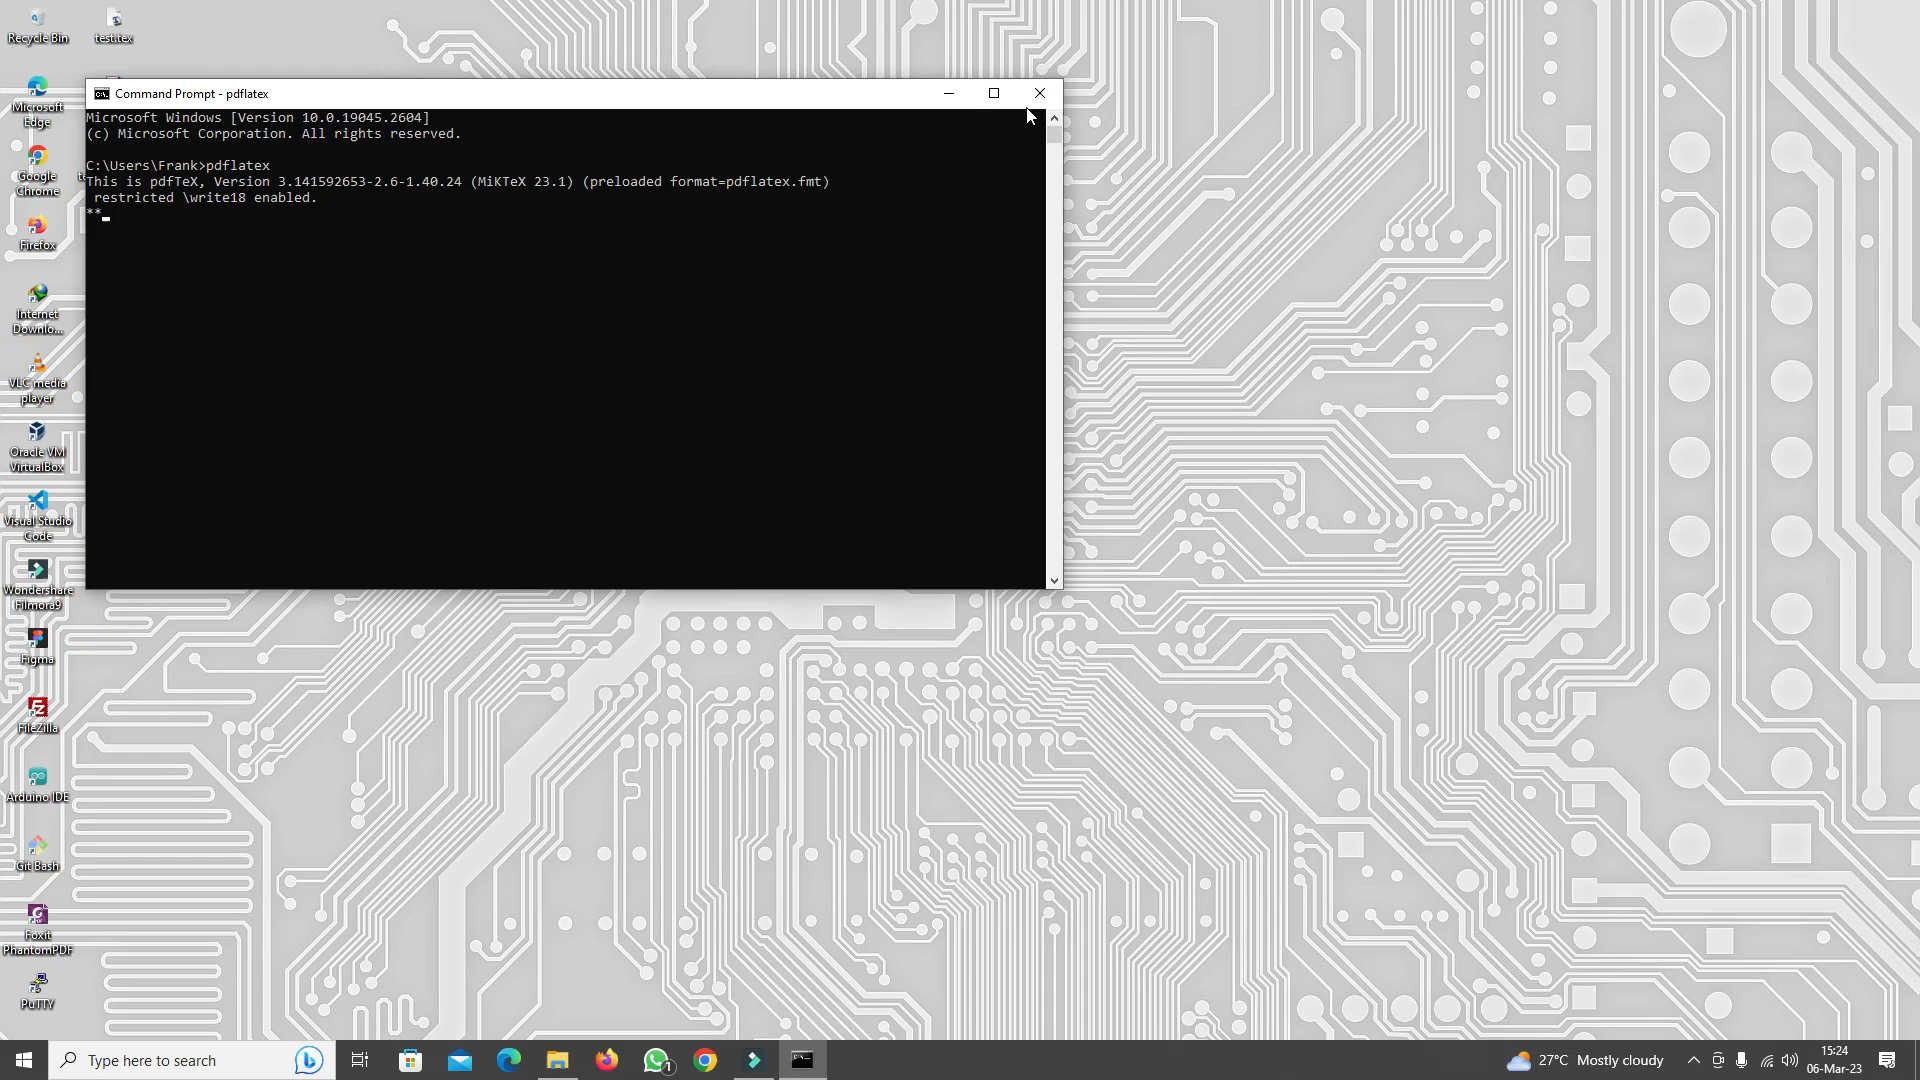 Recycle Bin
test.tex
Microsoft
Edge
Google
Chrome
Firefox
Internet
Downlo...
VLC media
player
Oracle VM
VirtualBox
Visual Studio
Code
Wondershare
Filmora9
Figma
FileZilla
Arduino IDE
Git Bash
Foxit
PhantomPDF
PuTTY
Command Prompt - pdflatex
Microsoft Windows [Version 10.0.19045.2604]
(c) Microsoft Corporation. All rights reserved.
C:\Users\Frank>pdflatex
This is pdfTeX, Version 3.141592653-2.6-1.40.24 (MiKTeX 23.1) (preloaded format=pdflatex.fmt)
restricted \write18 enabled.
**
Type here to search
1
27°C Mostly cloudy
15:24
06-Mar-23